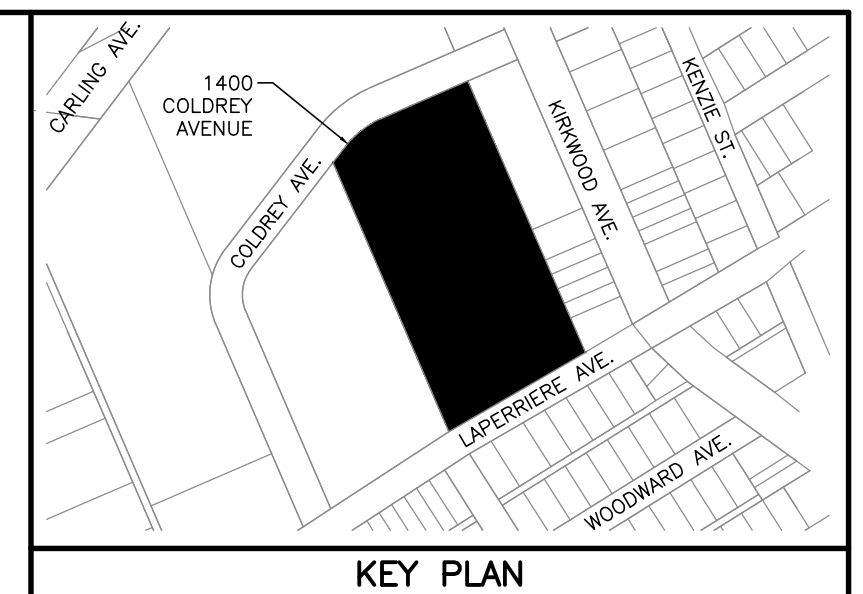 CARLING AVE.
1400
COLDREY
AVENUE
COLDREY AVE.
KIRKWOOD AVE.
KENZIE ST.
LAPERRIERE AVE.
WOODWARD AVE.
KEY PLAN